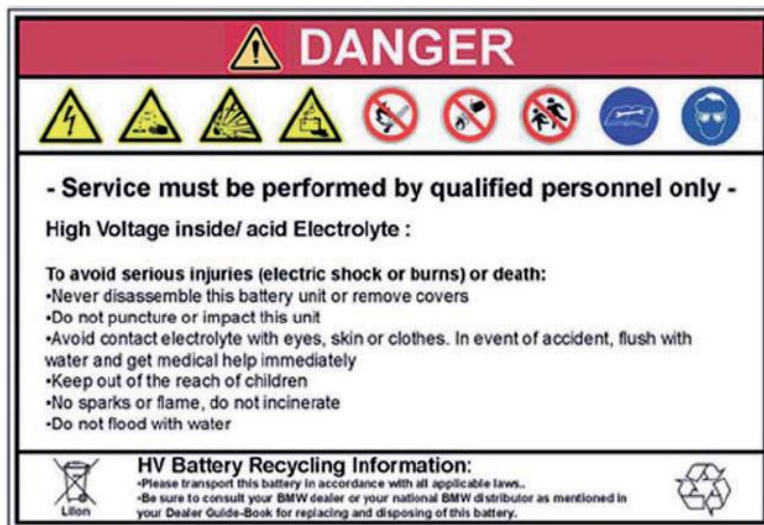 DANGER
- Service must be performed by qualified personnel only -
High Voltage inside/ acid Electrolyte :
To avoid serious injuries (electric shock or burns) or death:
•Never disassemble this battery unit or remove covers
•Do not puncture or impact this unit
•Avoid contact electrolyte with eyes, skin or clothes. In event of accident, flush with
water and get medical help immediately
•Keep out of the reach of children
•No sparks or flame, do not incinerate
•Do not flood with water
HV Battery Recycling Information:
•Please transport this battery in accordance with all applicable laws..
•Be sure to consult your BMW dealer or your national BMW distributor as mentioned in
your Dealer Guide-Book for replacing and disposing of this battery.
LiIon